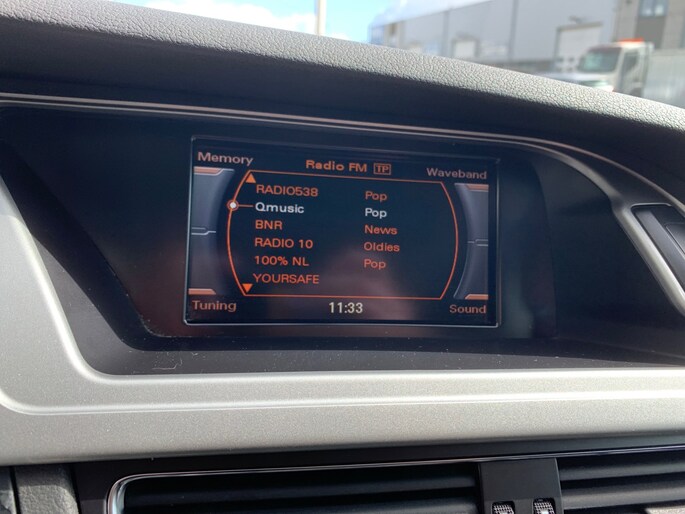 Memory Radio FM TP Waveband
RADIO538 Pop
Qmusic Pop
BNR News
RADIO 10 Oldies
100% NL Pop
YOURSAFE
Tuning 11:33 Sound